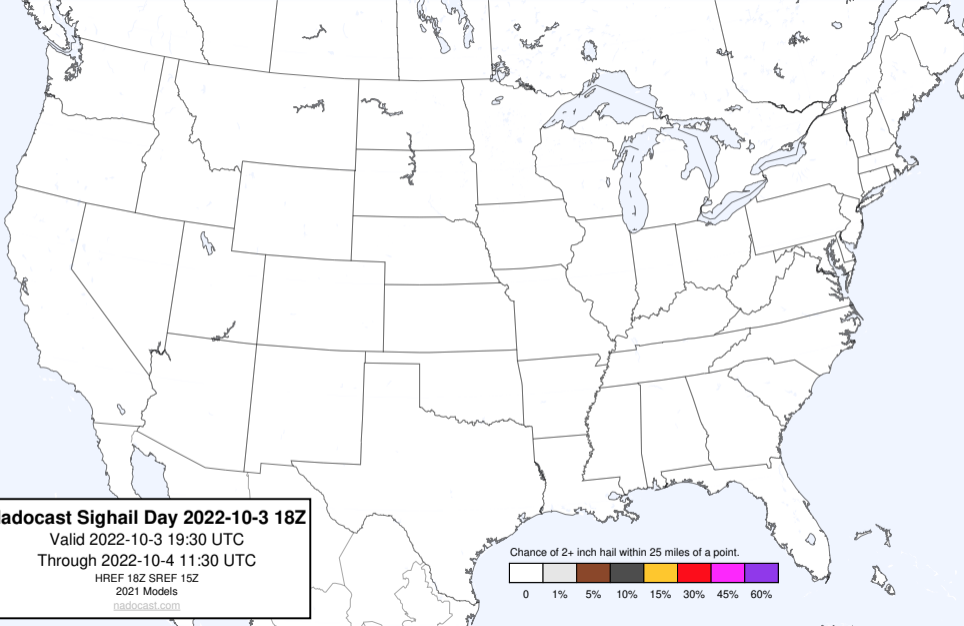 adocast Sighail Day 2022-10-3 18Z
Valid 2022-10-3 19:30 UTC
Through 2022-10-4 11:30 UTC
HREF 18Z SREF 15Z
2021 Models
nadocast.com
Chance of 2+ inch hail within 25 miles of a point.
0 1% 5% 10% 15% 30% 45% 60%